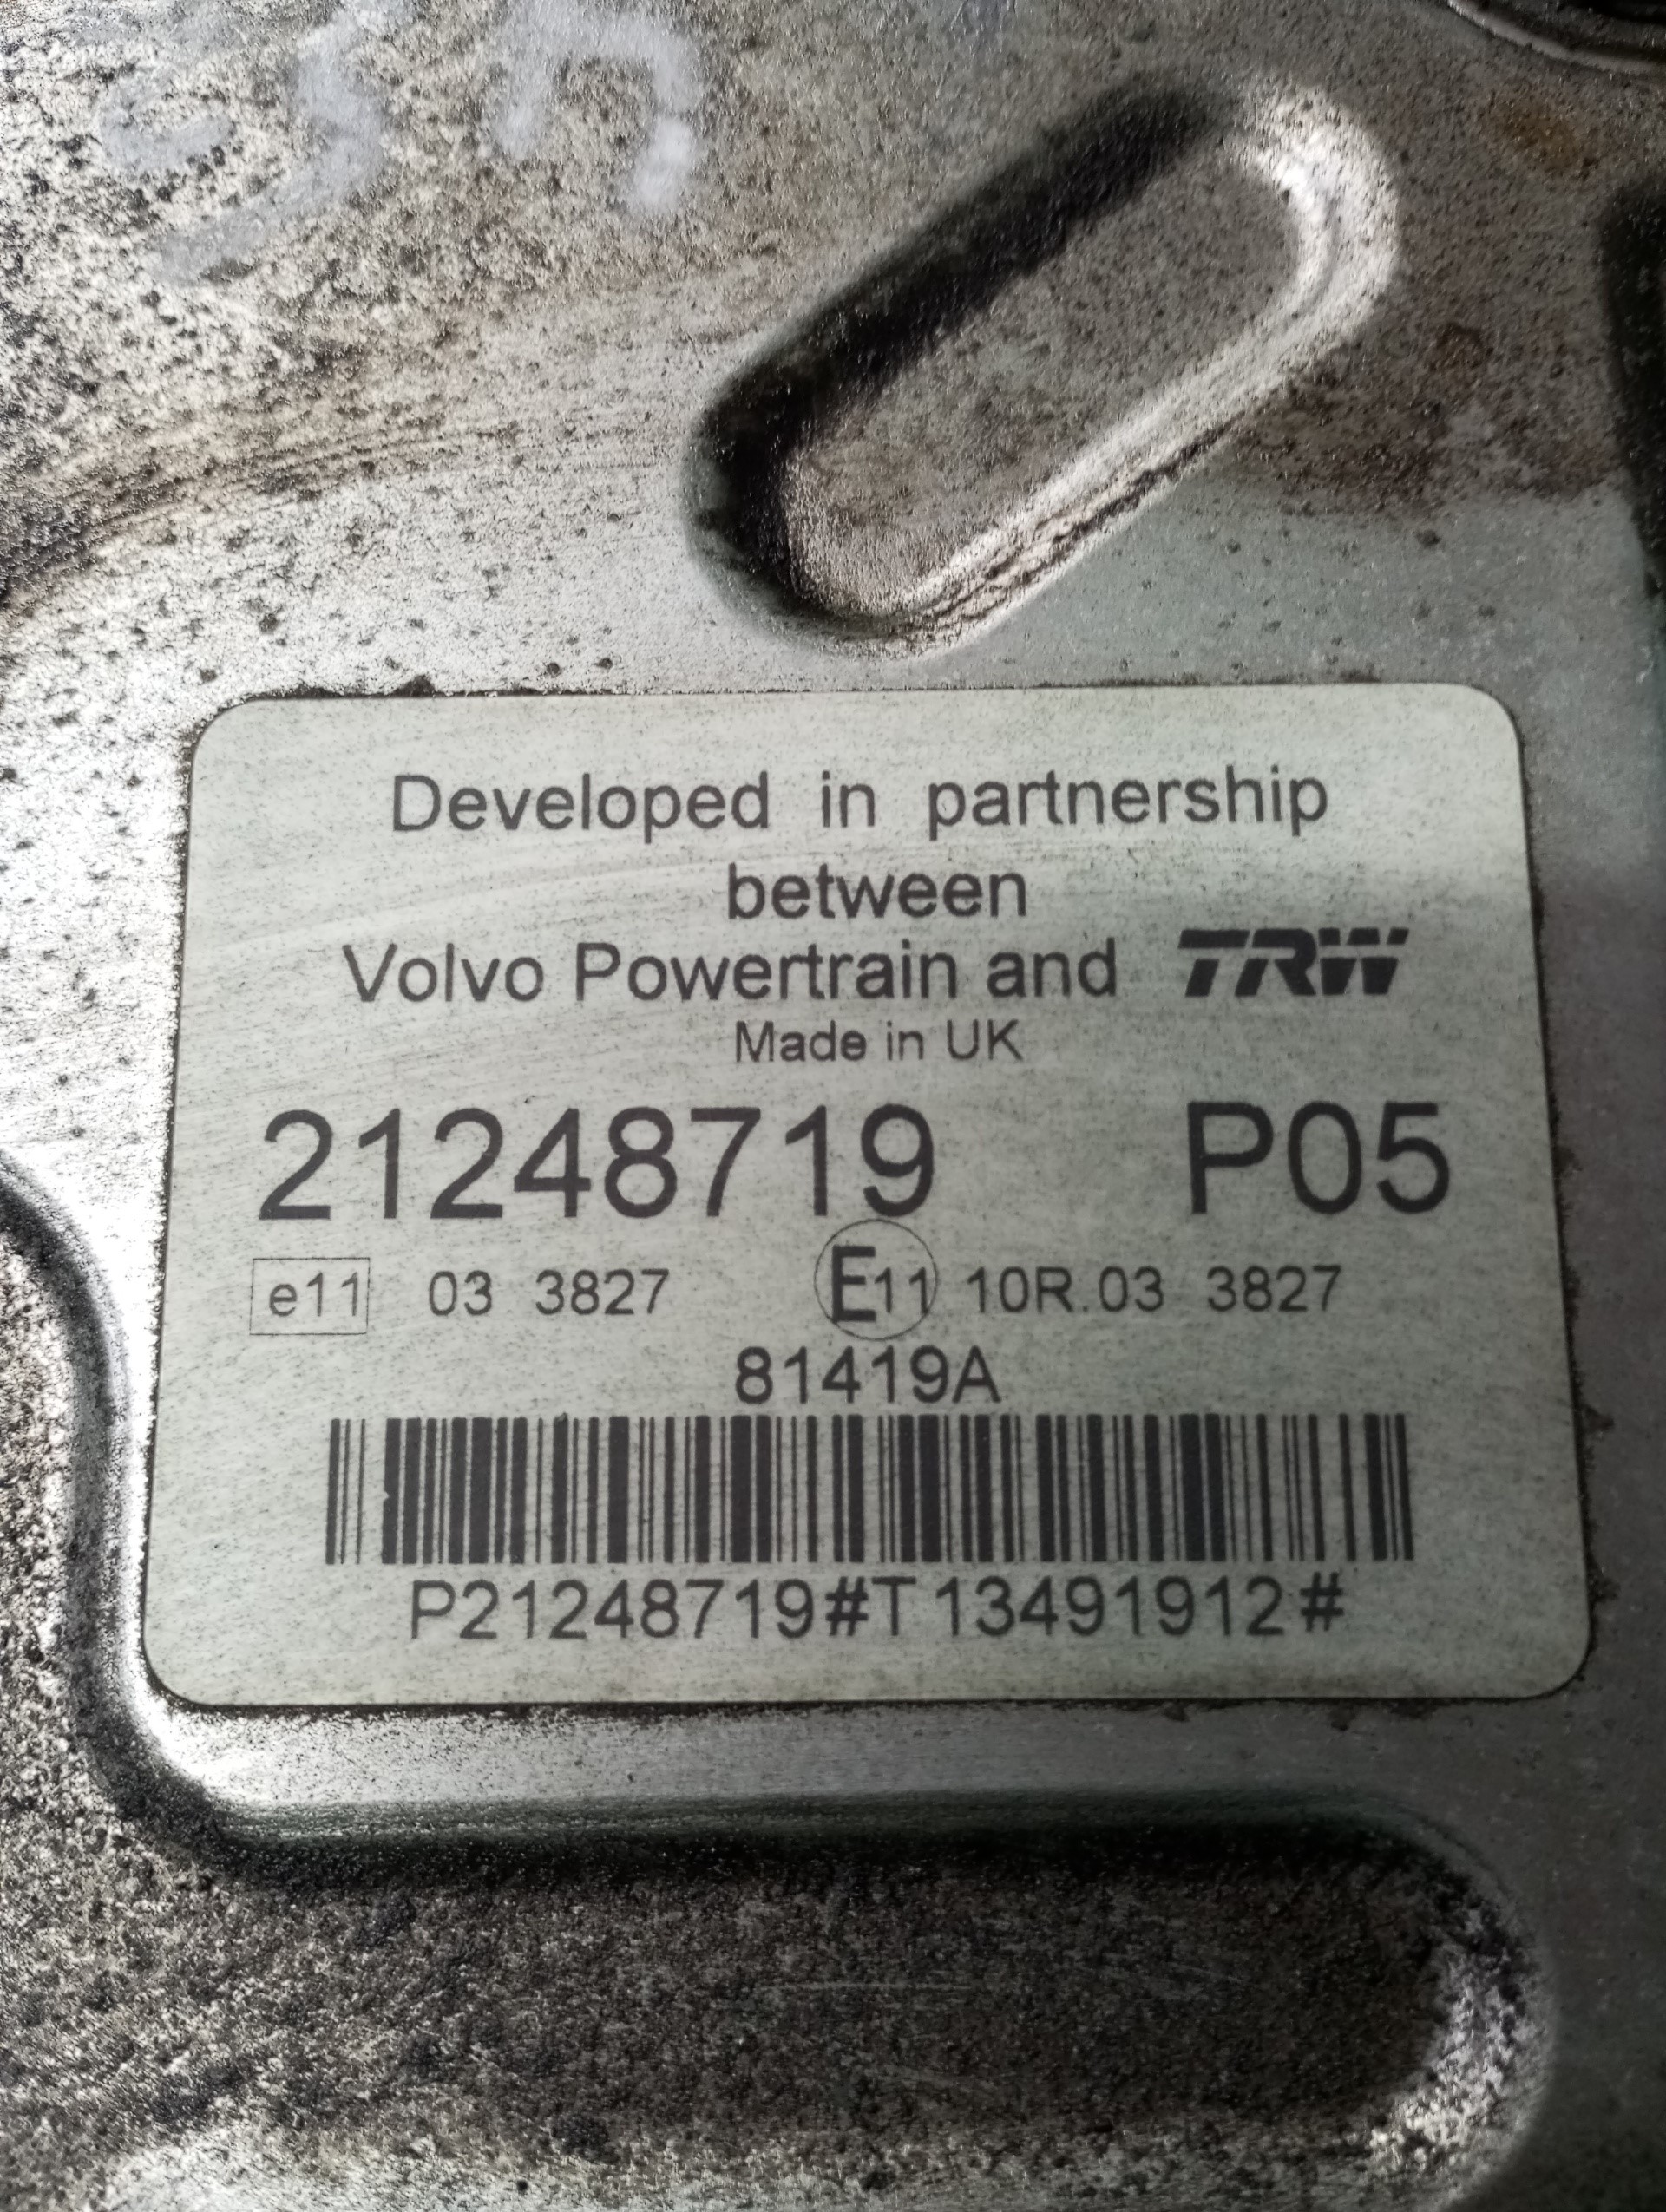 Developed in partnership
between
Volvo Powertrain and TRW
Made in UK
21248719 P05
e11 03 3827 E11 10R.03 3827
81419A
P21248719#T13491912#